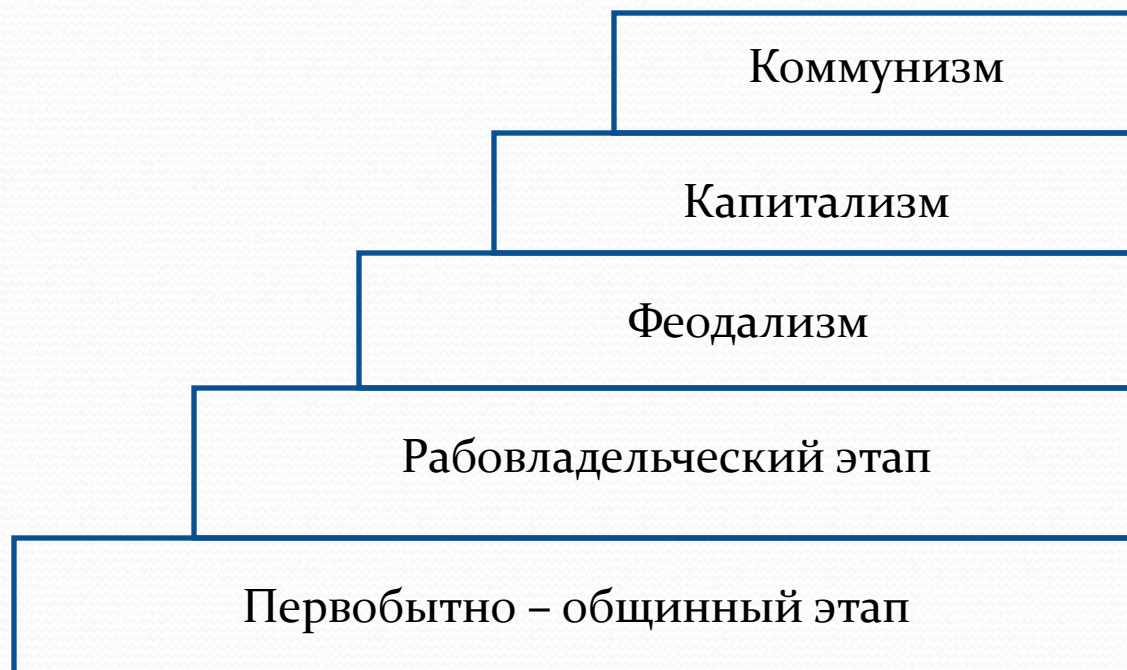 Коммунизм
Капитализм
Феодализм
Рабовладельческий этап
Первобытно – общинный этап